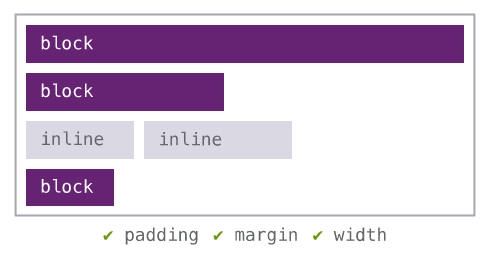 block
block
inline inline
block
✔ padding ✔ margin ✔ width